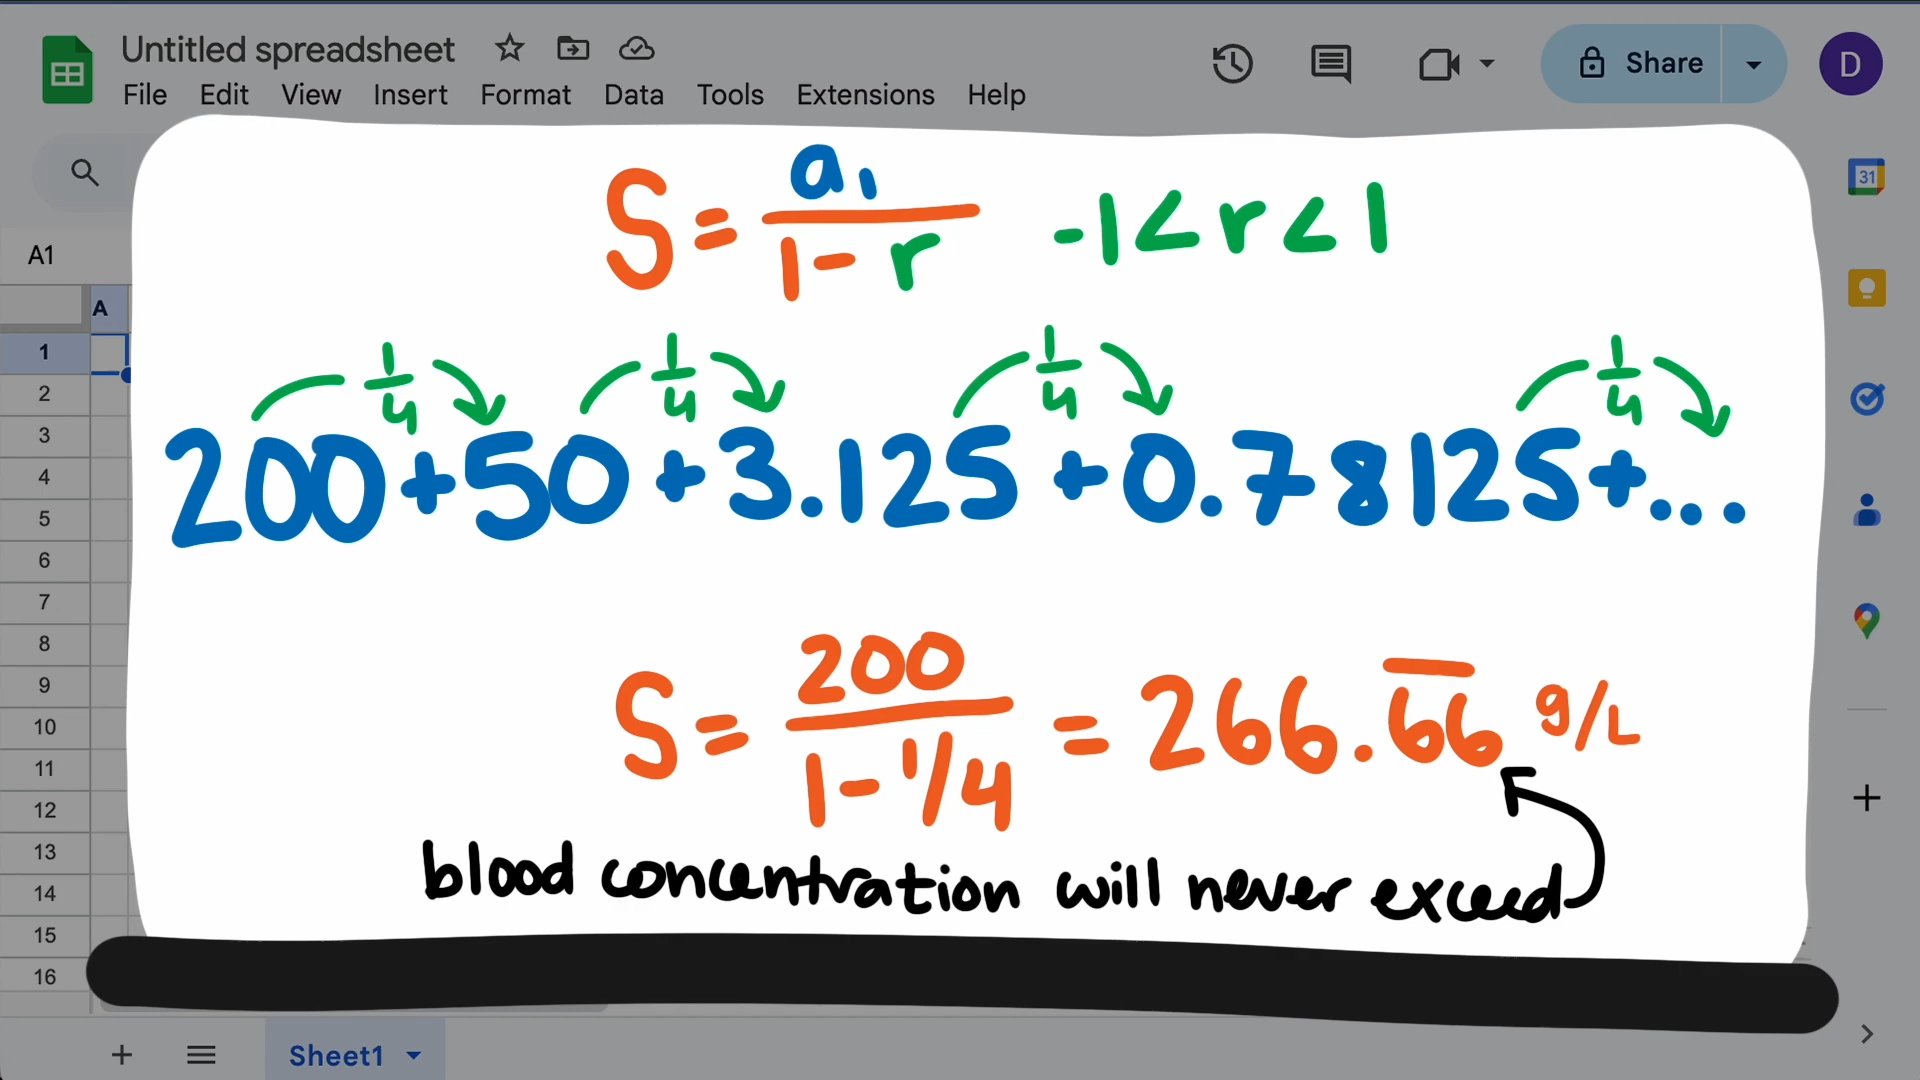 Untitled spreadsheet
File Edit View Insert Format Data Tools Extensions Help
Share
D
31
A1
A
1
2
3
4
5
6
7
8
9
10
11
12
13
14
15
16
S = a₁ / (1 - r) -1 < r < 1
1/4 1/4 1/4 1/4
200+50+3.125+0.78125+...
S = 200 / (1 - 1/4) = 266.6̅6̅ g/L
blood concentration will never exceed
Sheet1